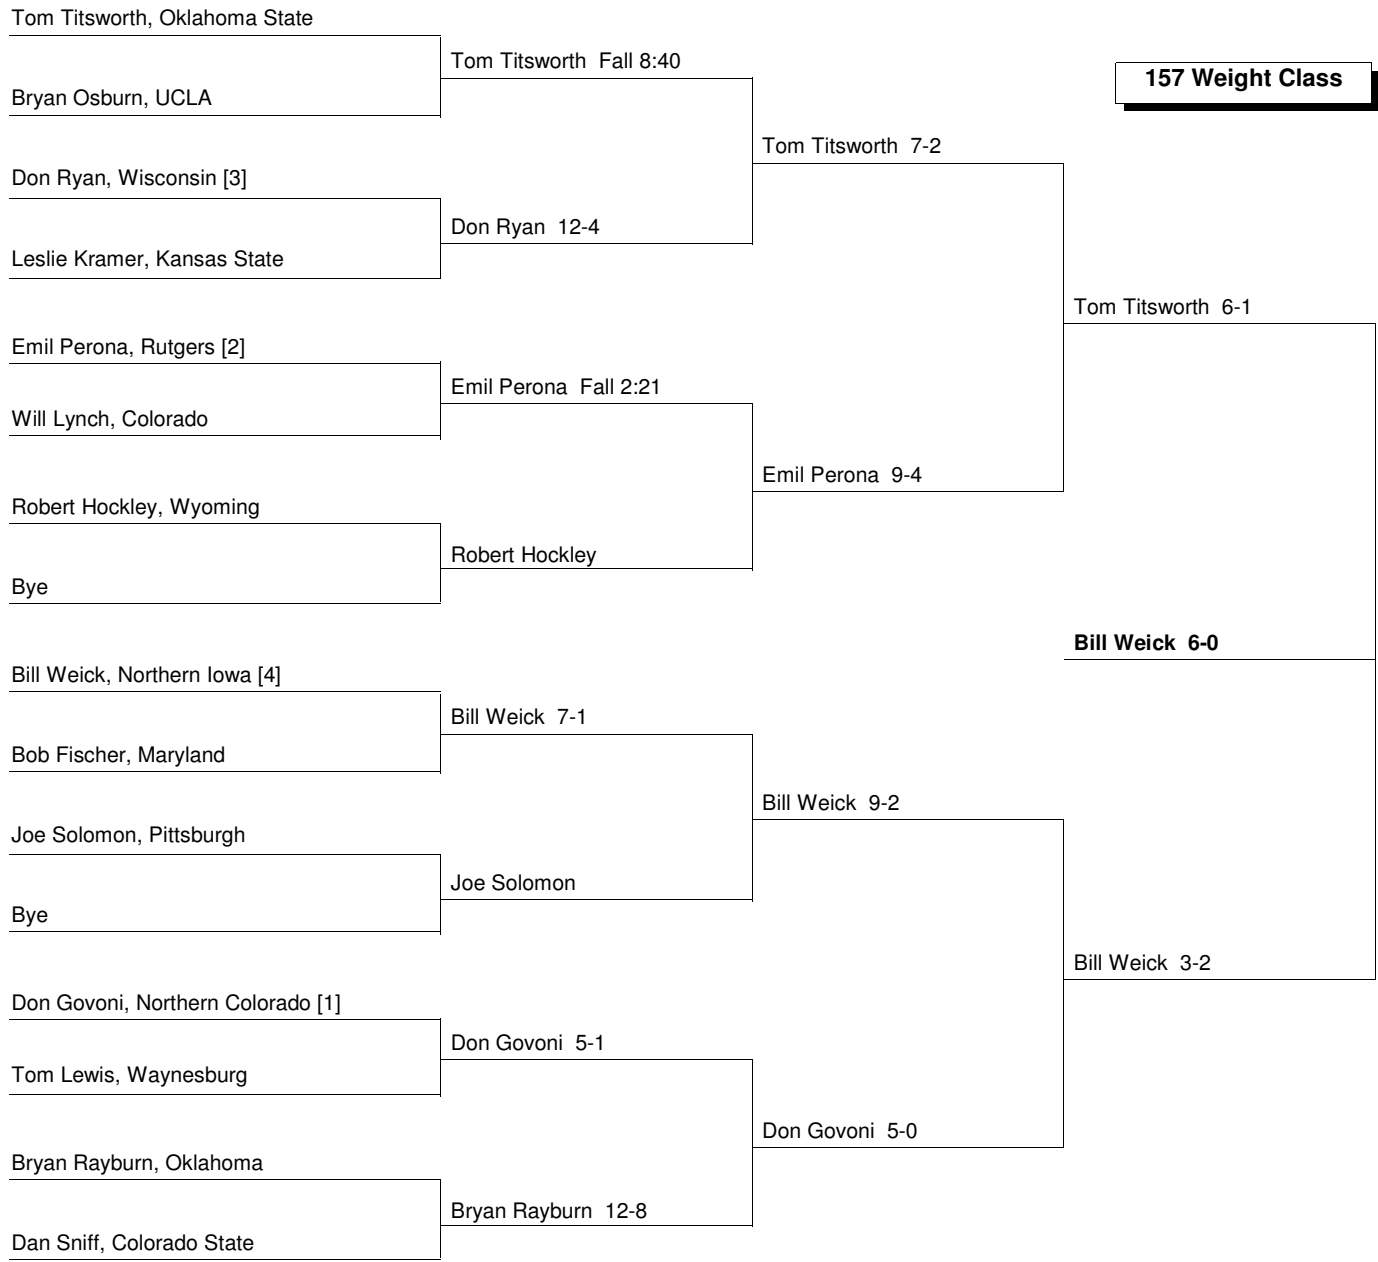 Tom Titsworth, Oklahoma State
Tom Titsworth  Fall 8:40
157 Weight Class
Bryan Osburn, UCLA
Tom Titsworth  7-2
Don Ryan, Wisconsin [3]
Don Ryan  12-4
Leslie Kramer, Kansas State
Tom Titsworth  6-1
Emil Perona, Rutgers [2]
Emil Perona  Fall 2:21
Will Lynch, Colorado
Emil Perona  9-4
Robert Hockley, Wyoming
Robert Hockley
Bye
Bill Weick  6-0
Bill Weick, Northern Iowa [4]
Bill Weick  7-1
Bob Fischer, Maryland
Bill Weick  9-2
Joe Solomon, Pittsburgh
Joe Solomon
Bye
Bill Weick  3-2
Don Govoni, Northern Colorado [1]
Don Govoni  5-1
Tom Lewis, Waynesburg
Don Govoni  5-0
Bryan Rayburn, Oklahoma
Bryan Rayburn  12-8
Dan Sniff, Colorado State